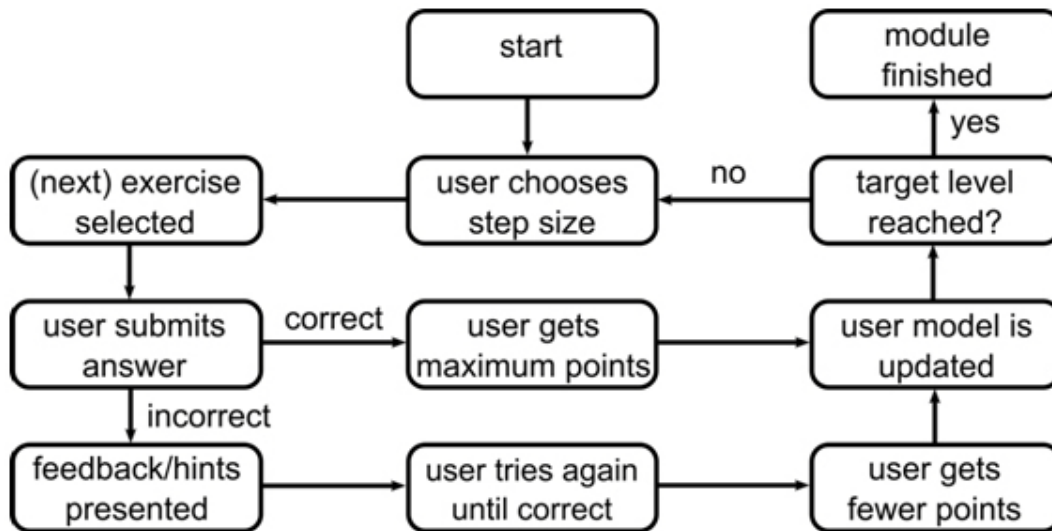 start
module
finished
yes
(next) exercise
selected
user chooses
step size
no
target level
reached?
user submits
answer
correct
user gets
maximum points
user model is
updated
incorrect
feedback/hints
presented
user tries again
until correct
user gets
fewer points